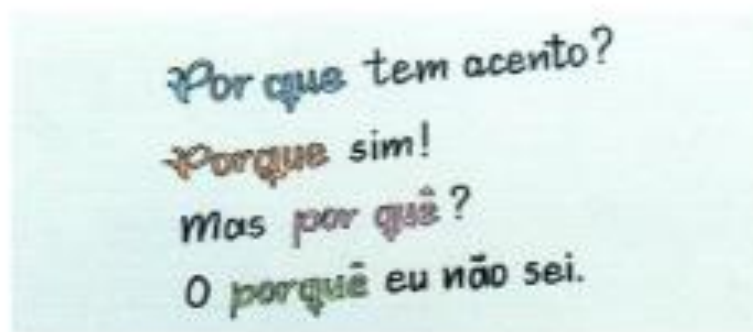 Por que tem acento?
Porque sim!
Mas por quê?
O porquê eu não sei.